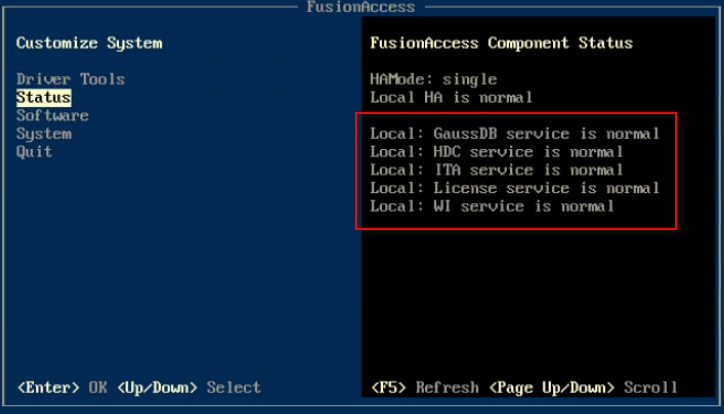 FusionAccess
Customize System
Driver Tools
Status
Software
System
Quit
FusionAccess Component Status
HAMode: single
Local HA is normal
Local: GaussDB service is normal
Local: HDC service is normal
Local: ITA service is normal
Local: License service is normal
Local: WI service is normal
<Enter> OK <Up/Down> Select
<F5> Refresh <Page Up/Down> Scroll